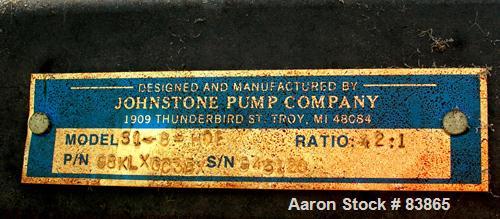 DESIGNED AND MANUFACTURED BY
JOHNSTONE PUMP COMPANY
1909 THUNDERBIRD ST. TROY, MI 48084
MODEL RATIO: 42:1
P/N S/N
Aaron Stock # 83865